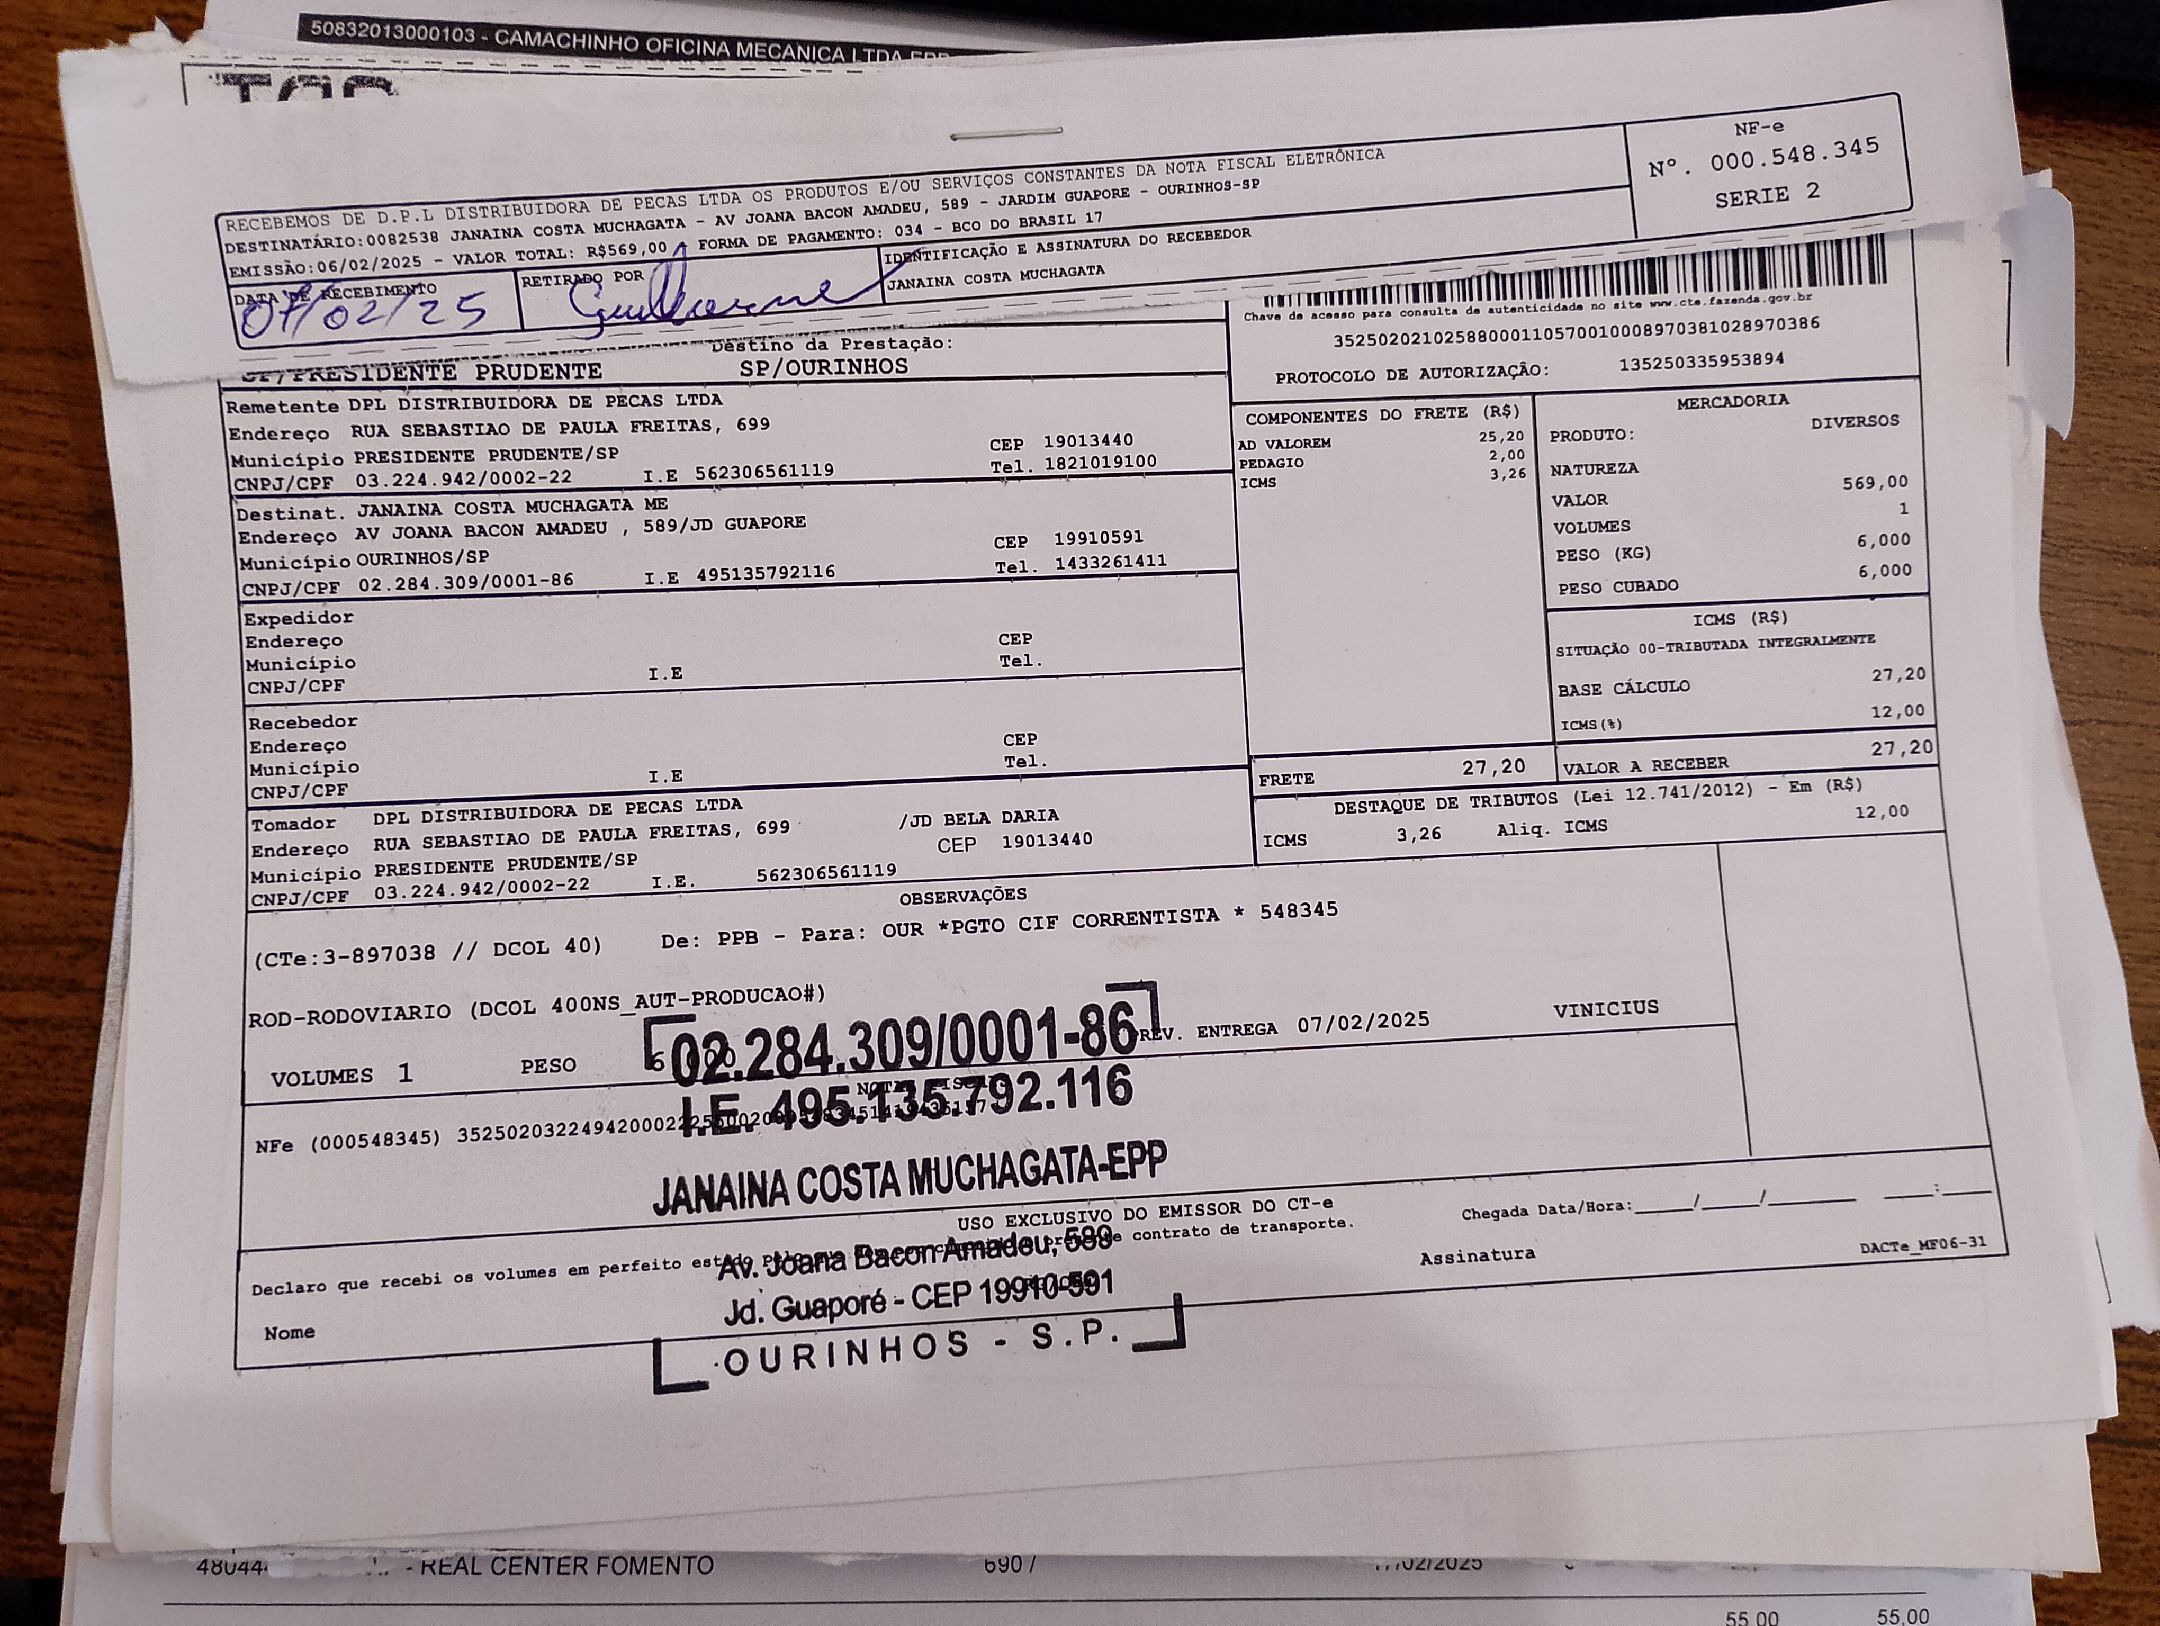 50832013000103 - CAMACHINHO OFICINA MECANICA LTDA EPP
RECEBEMOS DE D.P.L DISTRIBUIDORA DE PECAS LTDA OS PRODUTOS E/OU SERVIÇOS CONSTANTES DA NOTA FISCAL ELETRÔNICA
DESTINATÁRIO:0082538 JANAINA COSTA MUCHAGATA - AV JOANA BACON AMADEU, 589 - JARDIM GUAPORE - OURINHOS-SP
EMISSÃO:06/02/2025 - VALOR TOTAL: R$569,00 FORMA DE PAGAMENTO: 034 - BCO DO BRASIL 17
NF-e
Nº. 000.548.345
SERIE 2
DATA DE RECEBIMENTO
07/02/25
RETIRADO POR
Guilherme
IDENTIFICAÇÃO E ASSINATURA DO RECEBEDOR
JANAINA COSTA MUCHAGATA
Chave de acesso para consulta de autenticidade no site www.cte.fazenda.gov.br
35250202102588000110570010008970381028970386
PROTOCOLO DE AUTORIZAÇÃO: 135250335953894
Destino da Prestação:
SP/PRESIDENTE PRUDENTE SP/OURINHOS
Remetente DPL DISTRIBUIDORA DE PECAS LTDA
Endereço RUA SEBASTIAO DE PAULA FREITAS, 699
Município PRESIDENTE PRUDENTE/SP CEP 19013440
CNPJ/CPF 03.224.942/0002-22 I.E 562306561119 Tel. 1821019100
Destinat. JANAINA COSTA MUCHAGATA ME
Endereço AV JOANA BACON AMADEU , 589/JD GUAPORE
Município OURINHOS/SP CEP 19910591
CNPJ/CPF 02.284.309/0001-86 I.E 495135792116 Tel. 1433261411
Expedidor
Endereço
Município CEP
CNPJ/CPF I.E Tel.
Recebedor
Endereço
Município CEP
CNPJ/CPF I.E Tel.
Tomador DPL DISTRIBUIDORA DE PECAS LTDA
Endereço RUA SEBASTIAO DE PAULA FREITAS, 699 /JD BELA DARIA
Município PRESIDENTE PRUDENTE/SP CEP 19013440
CNPJ/CPF 03.224.942/0002-22 I.E. 562306561119
COMPONENTES DO FRETE (R$)
AD VALOREM 25,20
PEDAGIO 2,00
ICMS 3,26
MERCADORIA
PRODUTO: DIVERSOS
NATUREZA
VALOR 569,00
VOLUMES 1
PESO (KG) 6,000
PESO CUBADO 6,000
ICMS (R$)
SITUAÇÃO 00-TRIBUTADA INTEGRALMENTE
BASE CÁLCULO 27,20
ICMS(%) 12,00
FRETE 27,20 VALOR A RECEBER 27,20
DESTAQUE DE TRIBUTOS (Lei 12.741/2012) - Em (R$)
ICMS 3,26 Aliq. ICMS 12,00
OBSERVAÇÕES
(CTe:3-897038 // DCOL 40) De: PPB - Para: OUR *PGTO CIF CORRENTISTA * 548345
ROD-RODOVIARIO (DCOL 400NS_AUT-PRODUCAO#)
VOLUMES 1 PESO PREV. ENTREGA 07/02/2025 VINICIUS
NFe (000548345)
02.284.309/0001-86
I.E. 495.135.792.116
JANAINA COSTA MUCHAGATA-EPP
Av. Joana Bacon Amadeu, 589
Jd. Guaporé - CEP 19910-591
OURINHOS - S.P.
USO EXCLUSIVO DO EMISSOR DO CT-e
Declaro que recebi os volumes em perfeito estado contrato de transporte.
Chegada Data/Hora:_____/_____/________ ____:____
Nome
Assinatura
DACTe_MF06-31
- REAL CENTER FOMENTO
55,00 55,00